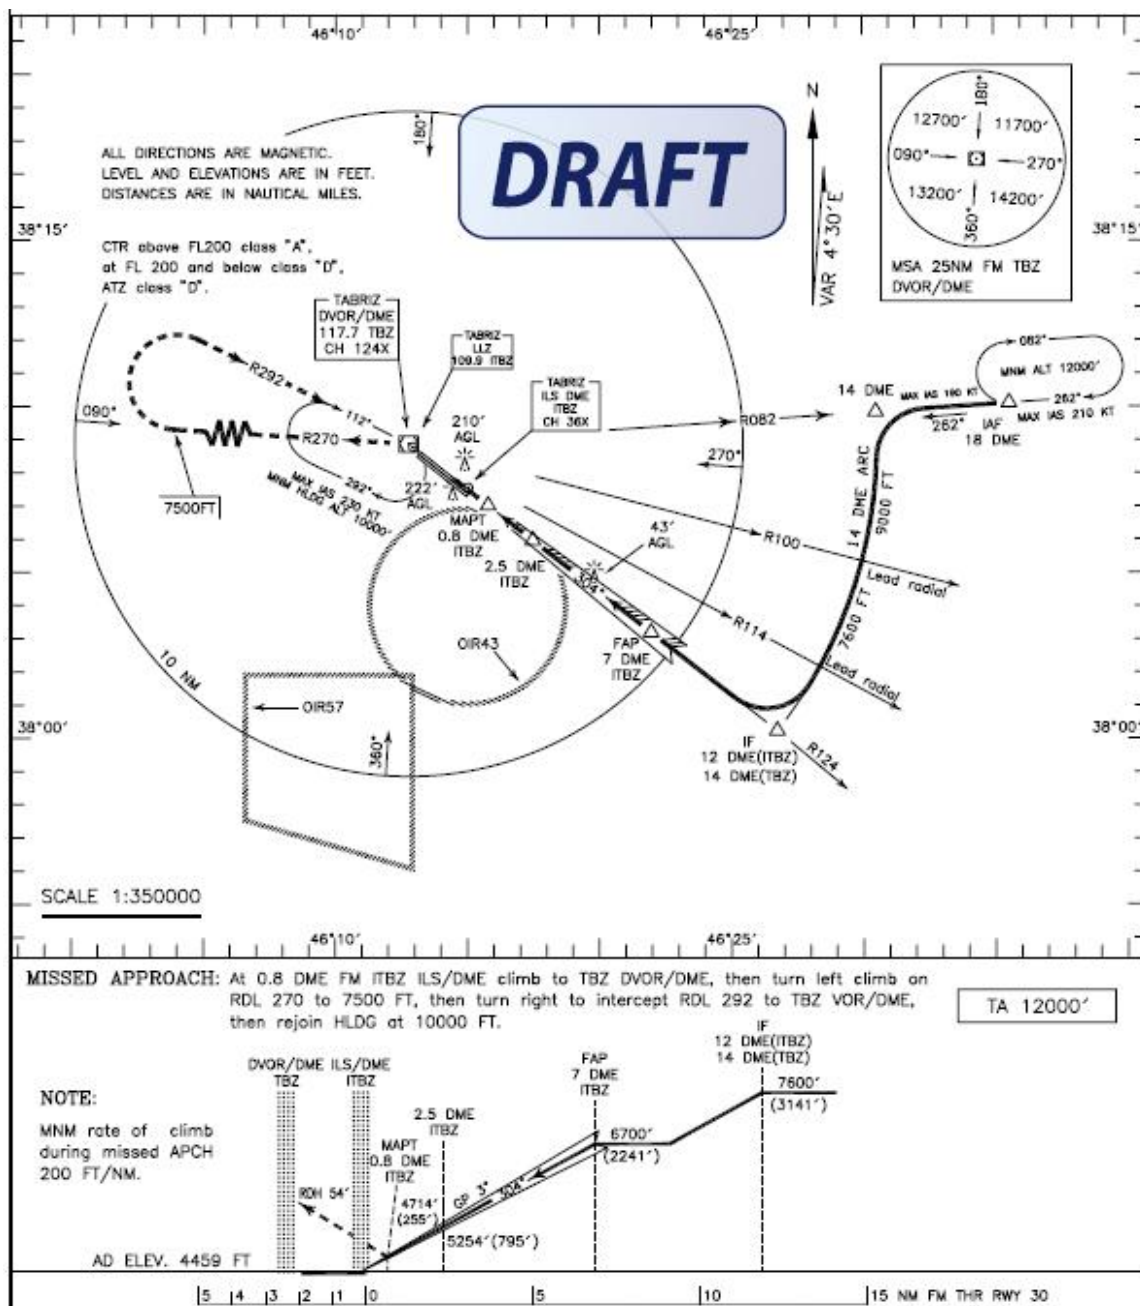 46°10'
46°25'
ALL DIRECTIONS ARE MAGNETIC.
LEVEL AND ELEVATIONS ARE IN FEET.
DISTANCES ARE IN NAUTICAL MILES.
180°
DRAFT
N
VAR 4°30'E
180°
12700'
11700'
090°
270°
13200'
14200'
360°
MSA 25NM FM TBZ
DVOR/DME
38°15'
38°15'
CTR above FL200 class "A",
at FL 200 and below class "D",
ATZ class "D".
TABRIZ
DVOR/DME
117.7 TBZ
CH 124X
TABRIZ
LLZ
109.9 ITBZ
TABRIZ
ILS DME
ITBZ
CH 36X
082°
MNM ALT 12000'
262°
MAX IAS 210 KT
14 DME
MAX IAS 180 KT
262°
IAF
18 DME
R292
112°
210'
AGL
R082
090°
R270
270°
292°
MAX IAS 230 KT
MNM HLDG ALT 10000'
222'
AGL
7500FT
MAPT
0.8 DME
ITBZ
43'
AGL
2.5 DME
ITBZ
304°
R100
Lead radial
14 DME ARC
9000 FT
7600 FT
R114
Lead radial
FAP
7 DME
ITBZ
OIR43
10 NM
OIR57
360°
38°00'
38°00'
IF
12 DME(ITBZ)
14 DME(TBZ)
R124
SCALE 1:350000
46°10'
46°25'
MISSED APPROACH: At 0.8 DME FM ITBZ ILS/DME climb to TBZ DVOR/DME, then turn left climb on
RDL 270 to 7500 FT, then turn right to intercept RDL 292 to TBZ VOR/DME,
then rejoin HLDG at 10000 FT.
TA 12000'
IF
12 DME(ITBZ)
14 DME(TBZ)
DVOR/DME ILS/DME
TBZ ITBZ
FAP
7 DME
ITBZ
NOTE:
MNM rate of climb
during missed APCH
200 FT/NM.
2.5 DME
ITBZ
MAPT
0.8 DME
ITBZ
7600'
(3141')
6700'
(2241')
GP 3°
304°
RDH 54'
4714'
(255')
5254'(795')
AD ELEV. 4459 FT
5 4 3 2 1 0 5 10 15 NM FM THR RWY 30